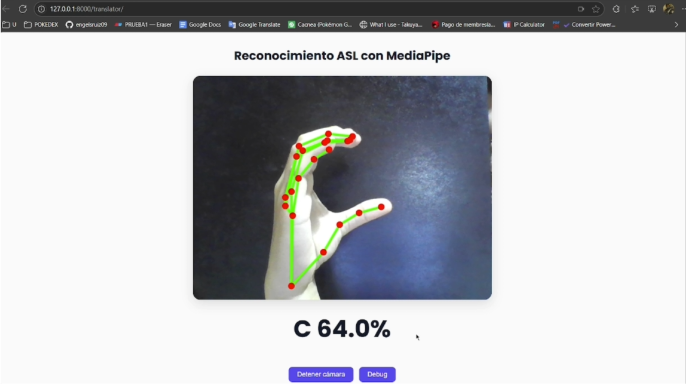 127.0.0.1:8000/translator/
U
POKEDEX
engelsruiz09
PRUEBA1 — Eraser
Google Docs
Google Translate
Cacnea (Pokémon G...
What I use - Takuya...
Pago de membresía...
IP Calculator
Convertir Power...
Reconocimiento ASL con MediaPipe
C 64.0%
Detener cámara
Debug